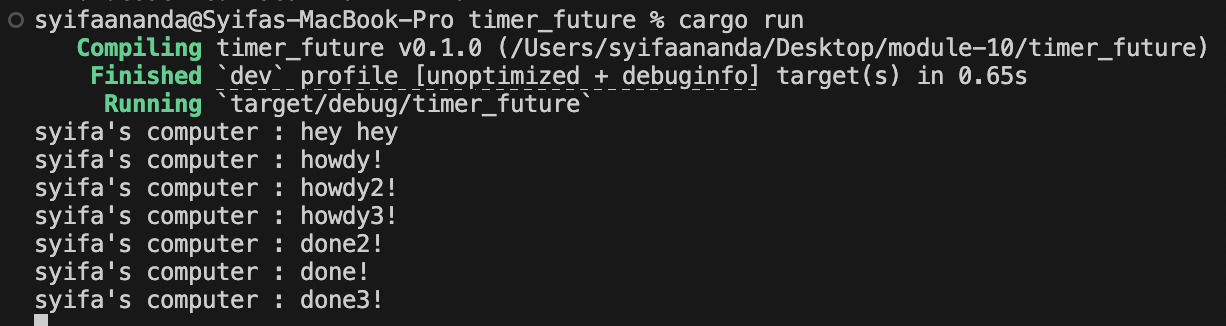 syifaananda@Syifas-MacBook-Pro timer_future % cargo run
Compiling timer_future v0.1.0 (/Users/syifaananda/Desktop/module-10/timer_future)
Finished `dev` profile [unoptimized + debuginfo] target(s) in 0.65s
Running `target/debug/timer_future`
syifa's computer : hey hey
syifa's computer : howdy!
syifa's computer : howdy2!
syifa's computer : howdy3!
syifa's computer : done2!
syifa's computer : done!
syifa's computer : done3!